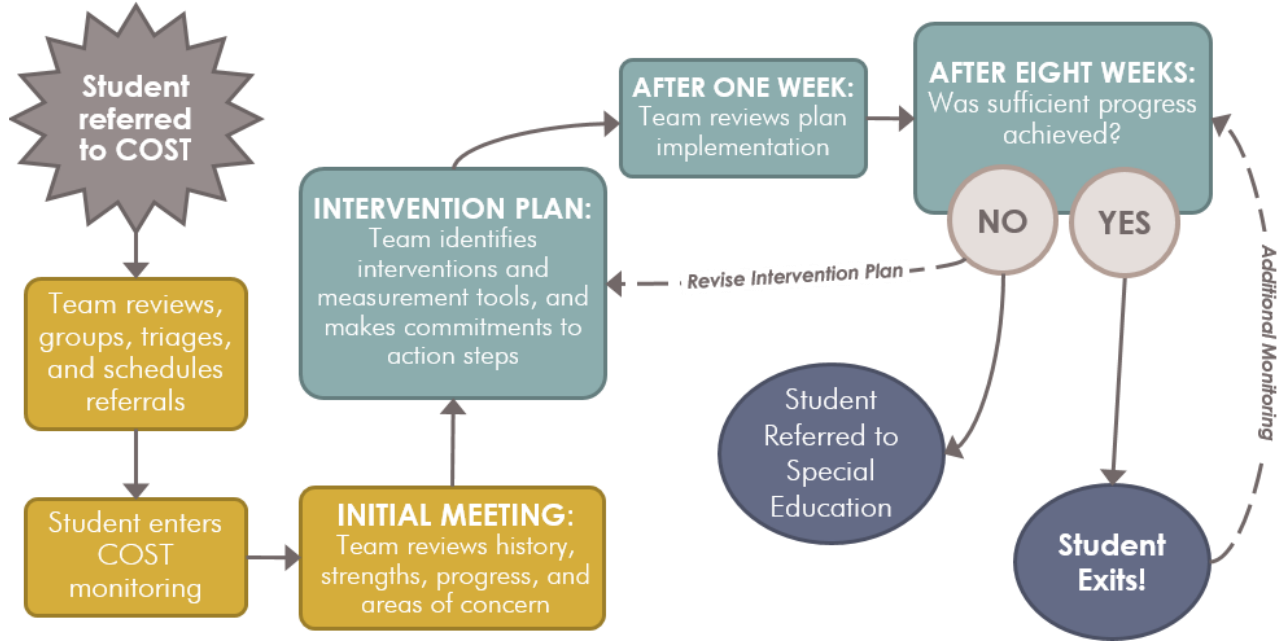 Student
referred
to COST
Team reviews,
groups, triages,
and schedules
referrals
Student enters
COST
monitoring
INITIAL MEETING:
Team reviews history,
strengths, progress, and
areas of concern
INTERVENTION PLAN:
Team identifies
interventions and
measurement tools, and
makes commitments to
action steps
AFTER ONE WEEK:
Team reviews plan
implementation
AFTER EIGHT WEEKS:
Was sufficient progress
achieved?
NO
YES
Revise Intervention Plan
Student
Referred to
Special
Education
Student
Exits!
Additional Monitoring